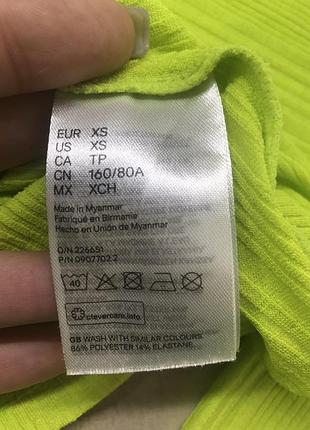 EUR XS
US XS
CA TP
CN 160/80A
MX XCH
Made in Myanmar
Fabriqué en Birmanie
Hecho en Unión de Myanmar
O/N 226651
P/N 0907702 2
40
clevercare.info
GB WASH WITH SIMILAR COLOURS
86% POLYESTER 14% ELASTANE